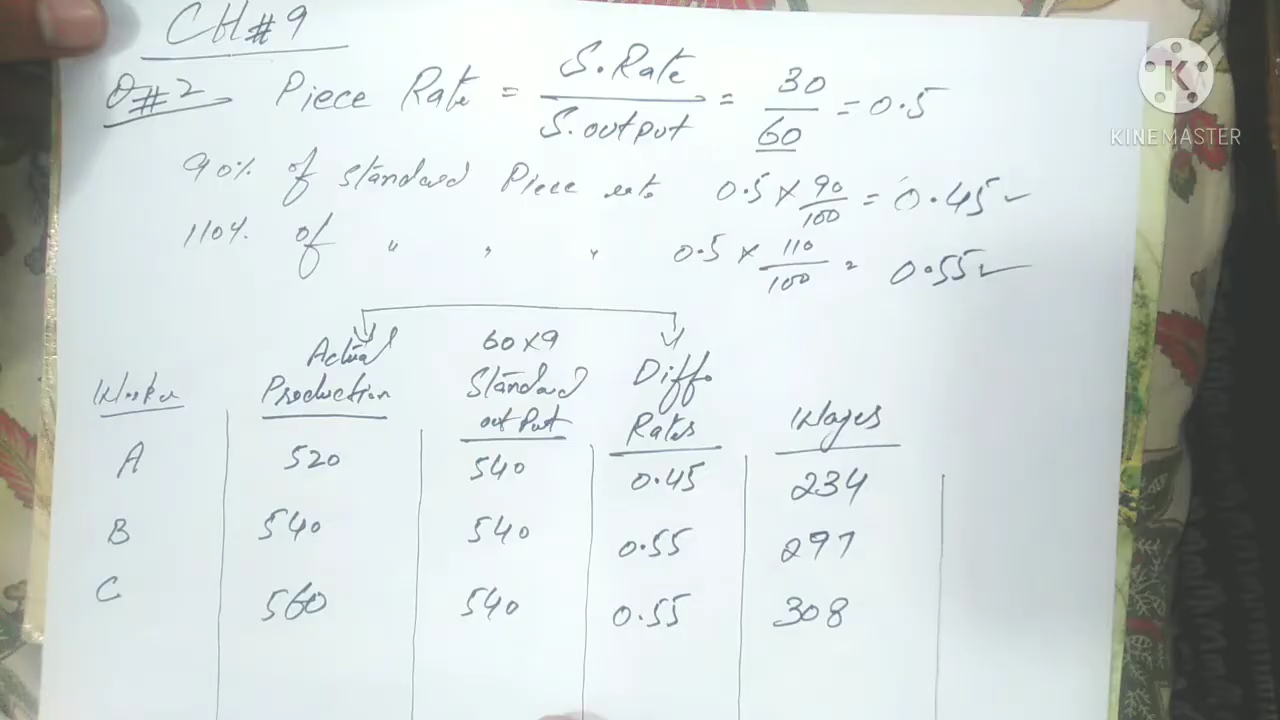 CH#9
Q#2 Piece Rate = S.Rate / S.output = 30 / 60 = 0.5
90% of standard Piece rate 0.5 × 90/100 = 0.45 ✓
110% of " " " 0.5 × 110/100 = 0.55 ✓
Worker | Actual Production | 60×9 Standard output | Diff. Rates | Wages
A | 520 | 540 | 0.45 | 234
B | 540 | 540 | 0.55 | 297
C | 560 | 540 | 0.55 | 308
K
KINEMASTER